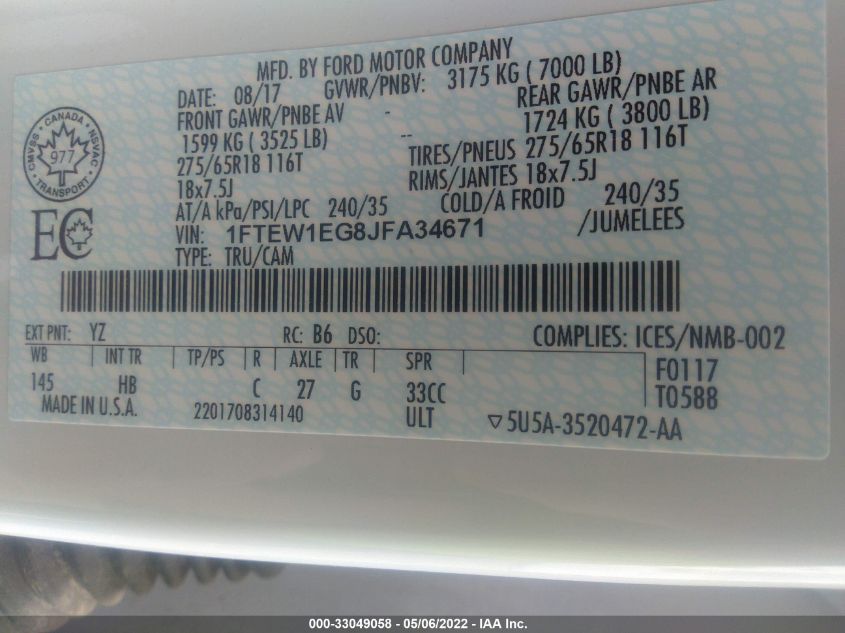 MFD. BY FORD MOTOR COMPANY
DATE: 08/17 GVWR/PNBV: 3175 KG ( 7000 LB)
FRONT GAWR/PNBE AV - REAR GAWR/PNBE AR
1599 KG ( 3525 LB) -- 1724 KG ( 3800 LB)
275/65R18 116T TIRES/PNEUS 275/65R18 116T
18x7.5J RIMS/JANTES 18x7.5J
AT/A kPa/PSI/LPC 240/35 COLD/A FROID 240/35
VIN: 1FTEW1EG8JFA34671 /JUMELEES
TYPE: TRU/CAM
CANADA
CMVSS NSVAC
977
TRANSPORT
EC
EXT PNT: YZ RC: B6 DSO: COMPLIES: ICES/NMB-002
WB INT TR TP/PS R AXLE TR SPR F0117
145 HB C 27 G 33CC T0588
MADE IN U.S.A. 2201708314140 ULT ▽5U5A-3520472-AA
000-33049058 - 05/06/2022 - IAA Inc.